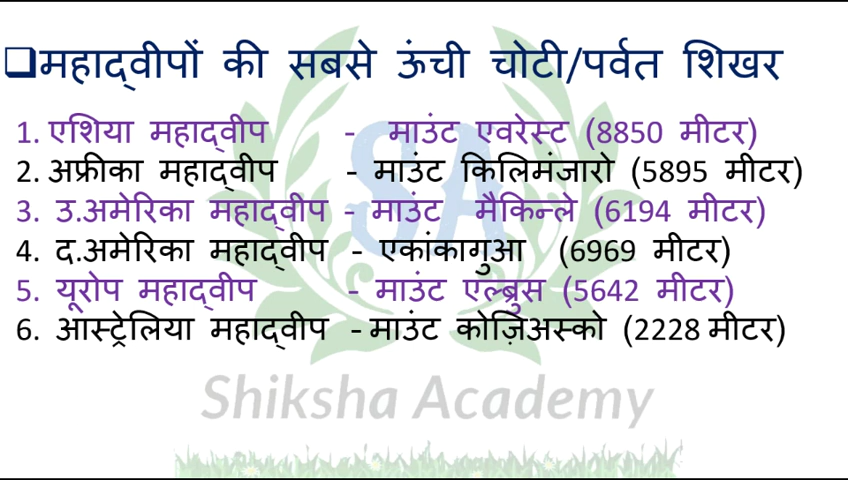 ❑महाद्वीपों की सबसे ऊंची चोटी/पर्वत शिखर
1. एशिया महाद्वीप - माउंट एवरेस्ट (8850 मीटर)
2. अफ्रीका महाद्वीप - माउंट किलिमंजारो (5895 मीटर)
3. उ.अमेरिका महाद्वीप - माउंट मैकिन्ले (6194 मीटर)
4. द.अमेरिका महाद्वीप - एकांकागुआ (6969 मीटर)
5. यूरोप महाद्वीप - माउंट एल्ब्रुस (5642 मीटर)
6. आस्ट्रेलिया महाद्वीप - माउंट कोज़िअस्को (2228 मीटर)
SA
Shiksha Academy